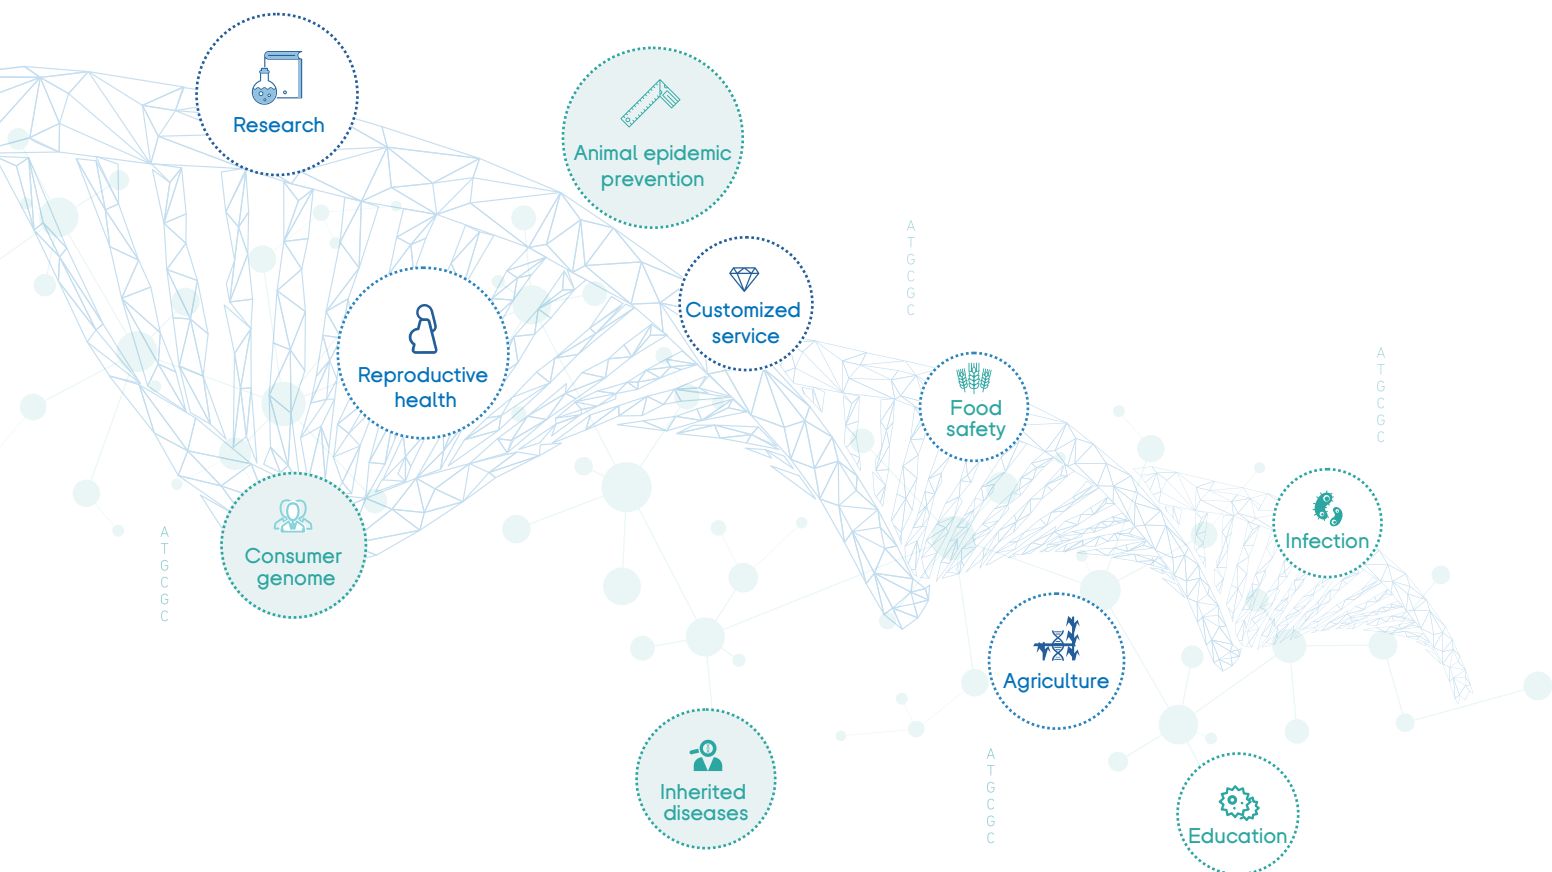 Research
Animal epidemic
prevention
A
T
G
C
G
C
Customized
service
Reproductive
health
A
T
G
C
G
C
Food
safety
Infection
Consumer
genome
A
T
G
C
G
C
Agriculture
A
T
G
C
G
C
Inherited
diseases
Education